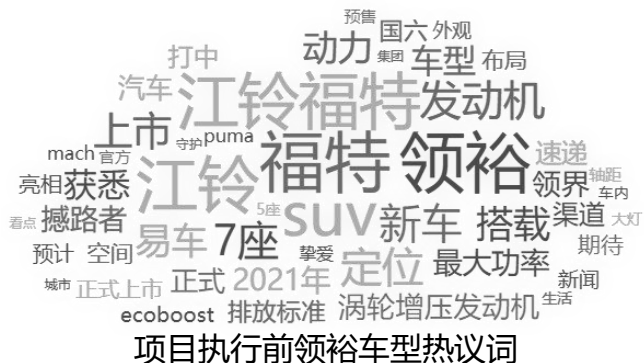 预售
国六 外观
打中 动力 集团 车型 布局
汽车 江铃福特 发动机
上市 守护 puma
mach 官方 江铃 福特 领裕 速递
亮相 获悉 领界 轴距
车内
看点 撼路者 5座 suv 新车 搭载 渠道 大灯
预计 空间 易车 7座 挚爱 定位 最大功率 期待
城市 正式上市 正式 2021年 新闻
ecoboost 排放标准 涡轮增压发动机 生活
项目执行前领裕车型热议词